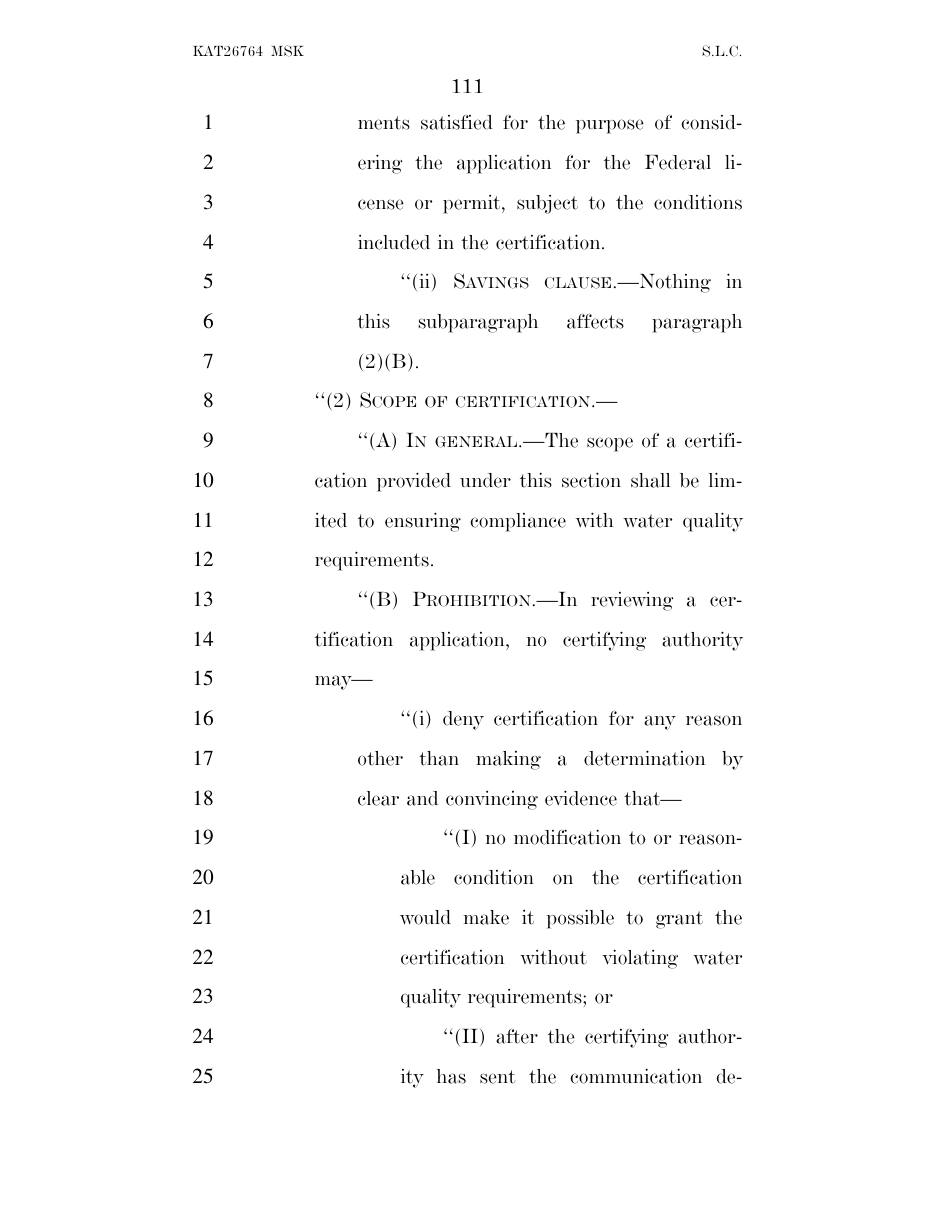 KAT26764 MSK S.L.C.
111
1 ments satisfied for the purpose of consid-
2 ering the application for the Federal li-
3 cense or permit, subject to the conditions
4 included in the certification.
5 ‘‘(ii) SAVINGS CLAUSE.—Nothing in
6 this subparagraph affects paragraph
7 (2)(B).
8 ‘‘(2) SCOPE OF CERTIFICATION.—
9 ‘‘(A) IN GENERAL.—The scope of a certifi-
10 cation provided under this section shall be lim-
11 ited to ensuring compliance with water quality
12 requirements.
13 ‘‘(B) PROHIBITION.—In reviewing a cer-
14 tification application, no certifying authority
15 may—
16 ‘‘(i) deny certification for any reason
17 other than making a determination by
18 clear and convincing evidence that—
19 ‘‘(I) no modification to or reason-
20 able condition on the certification
21 would make it possible to grant the
22 certification without violating water
23 quality requirements; or
24 ‘‘(II) after the certifying author-
25 ity has sent the communication de-